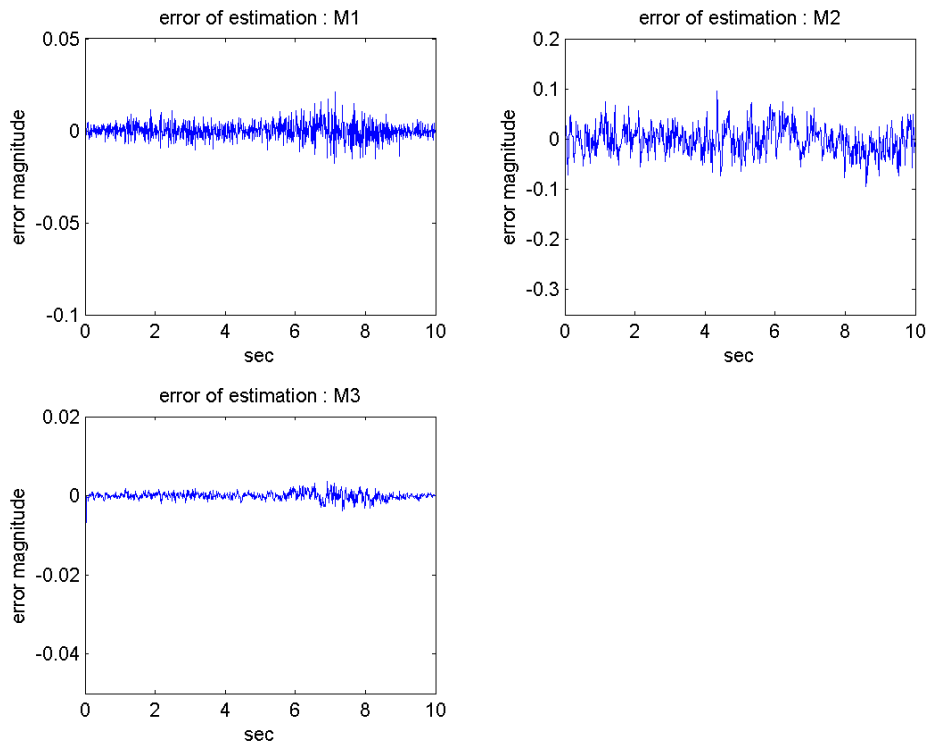 error of estimation : M1
error magnitude
0.05
0
-0.05
-0.1
0 2 4 6 8 10
sec
error of estimation : M2
error magnitude
0.2
0.1
0
-0.1
-0.2
-0.3
0 2 4 6 8 10
sec
error of estimation : M3
error magnitude
0.02
0
-0.02
-0.04
0 2 4 6 8 10
sec